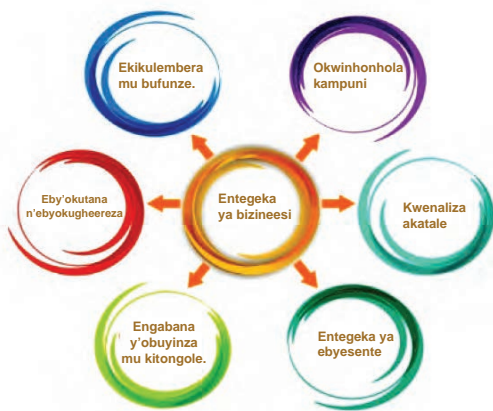 Ekikulembera
mu bufunze.
Okwinhonhola
kampuni
Eby'okutana
n'ebyokugheereza
Entegeka
ya bizineesi
Kwenaliza
akatale
Engabana
y'obuyinza
mu kitongole.
Entegeka ya
ebyesente